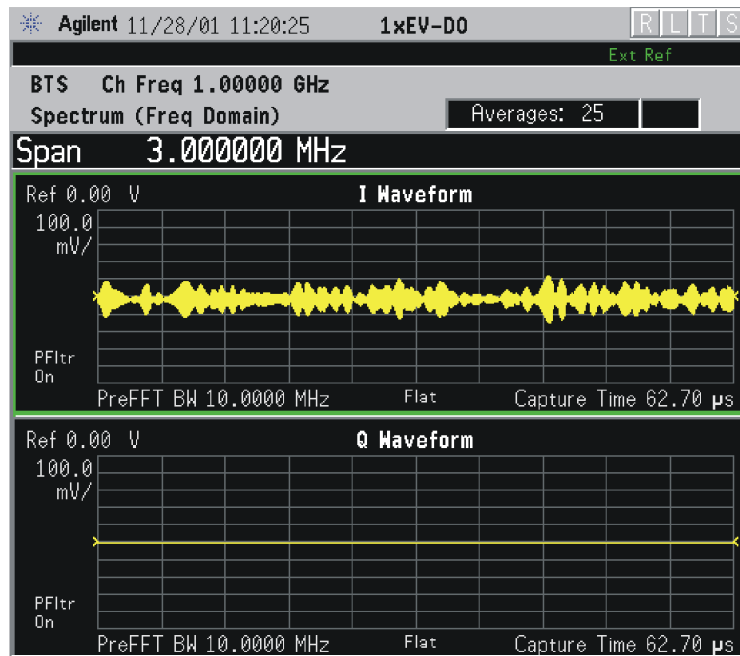 Agilent 11/28/01 11:20:25 1xEV-DO R L T S
Ext Ref
BTS Ch Freq 1.00000 GHz
Spectrum (Freq Domain) Averages: 25
Span 3.000000 MHz
Ref 0.00 V I Waveform
100.0
mV/
PFltr
On
PreFFT BW 10.0000 MHz Flat Capture Time 62.70 µs
Ref 0.00 V Q Waveform
100.0
mV/
PFltr
On
PreFFT BW 10.0000 MHz Flat Capture Time 62.70 µs